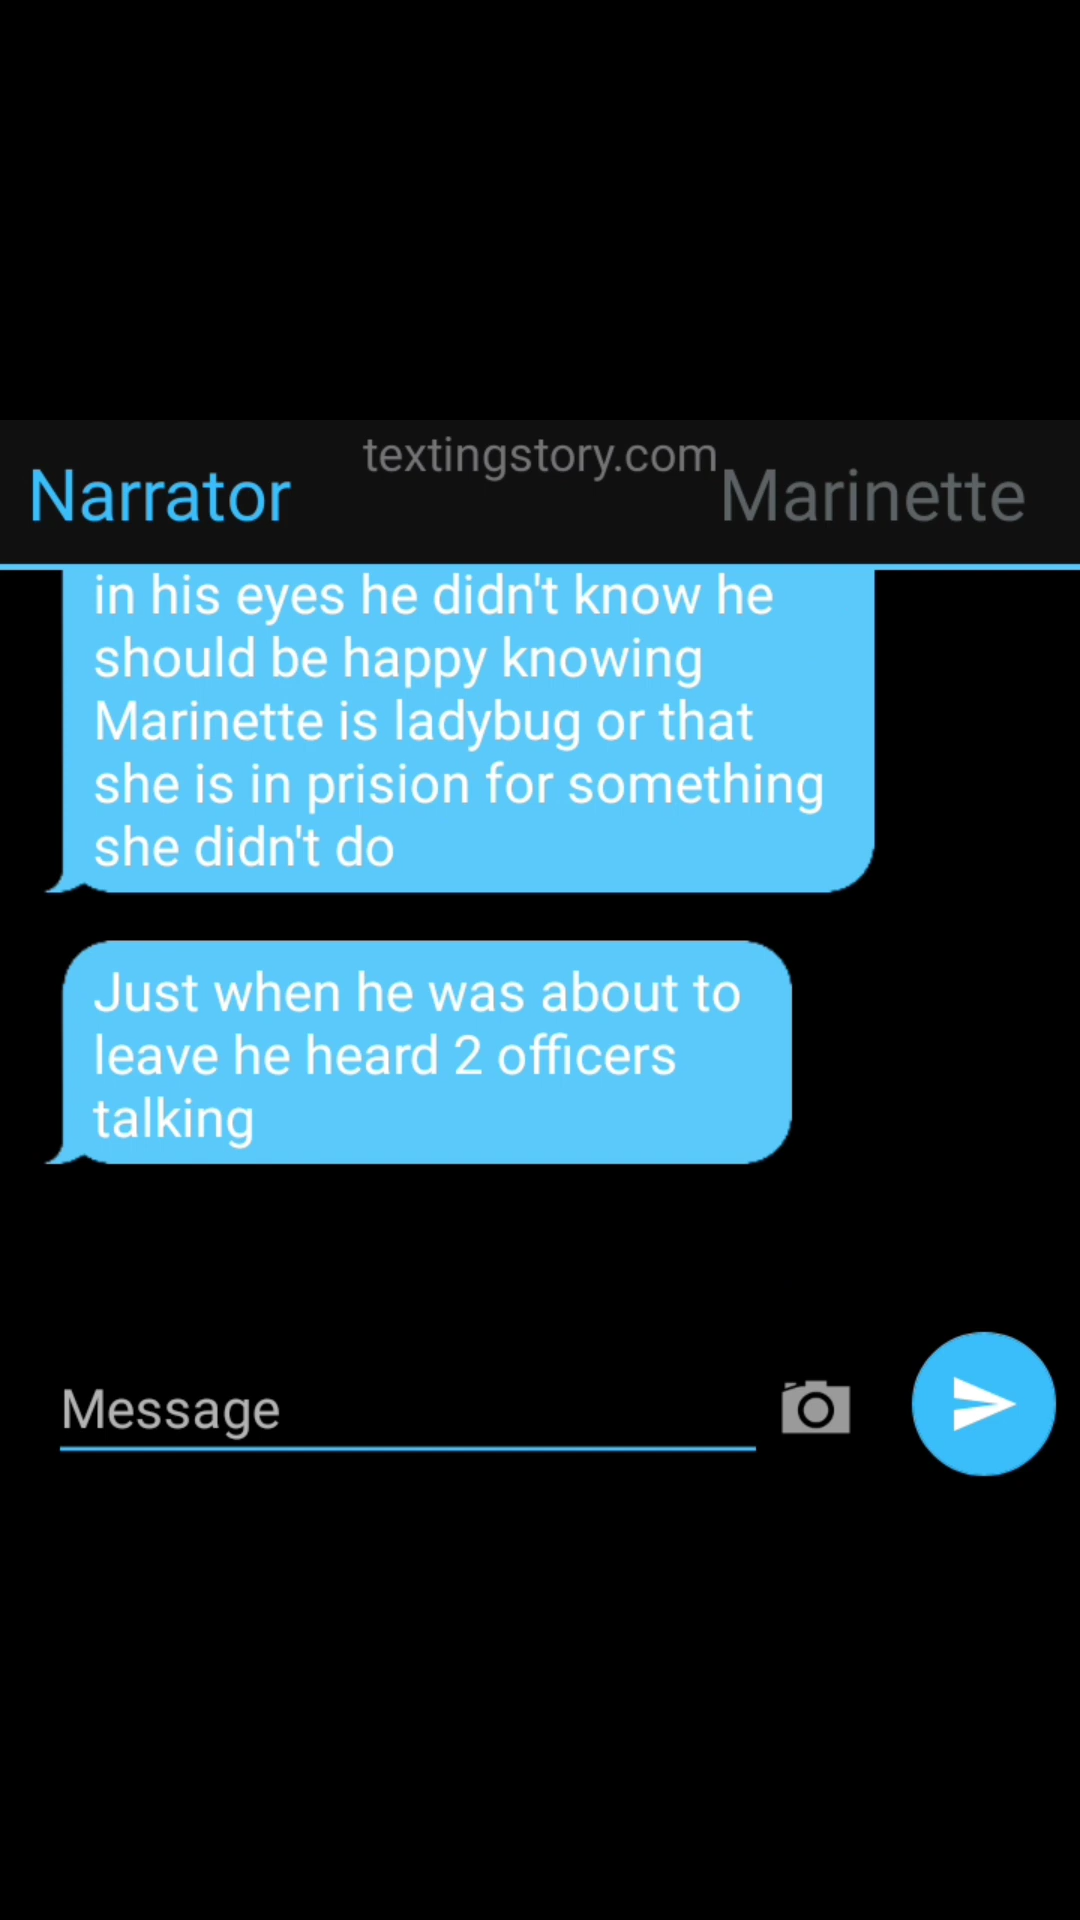 textingstory.com
Narrator
Marinette
in his eyes he didn't know he
should be happy knowing
Marinette is ladybug or that
she is in prision for something
she didn't do
Just when he was about to
leave he heard 2 officers
talking
Message